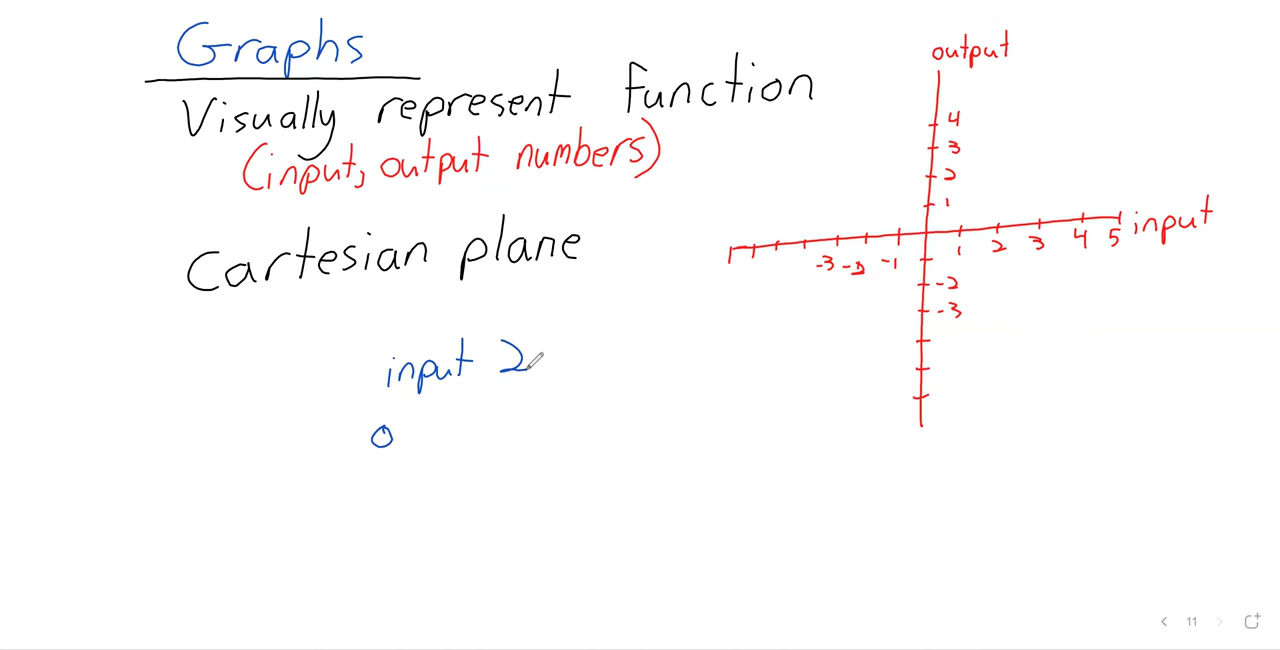 Graphs
Visually represent function
(input, output numbers)
Cartesian plane
input 2
o
output
4
3
2
1
input
-3 -2 -1 1 2 3 4 5
-2
-3
11